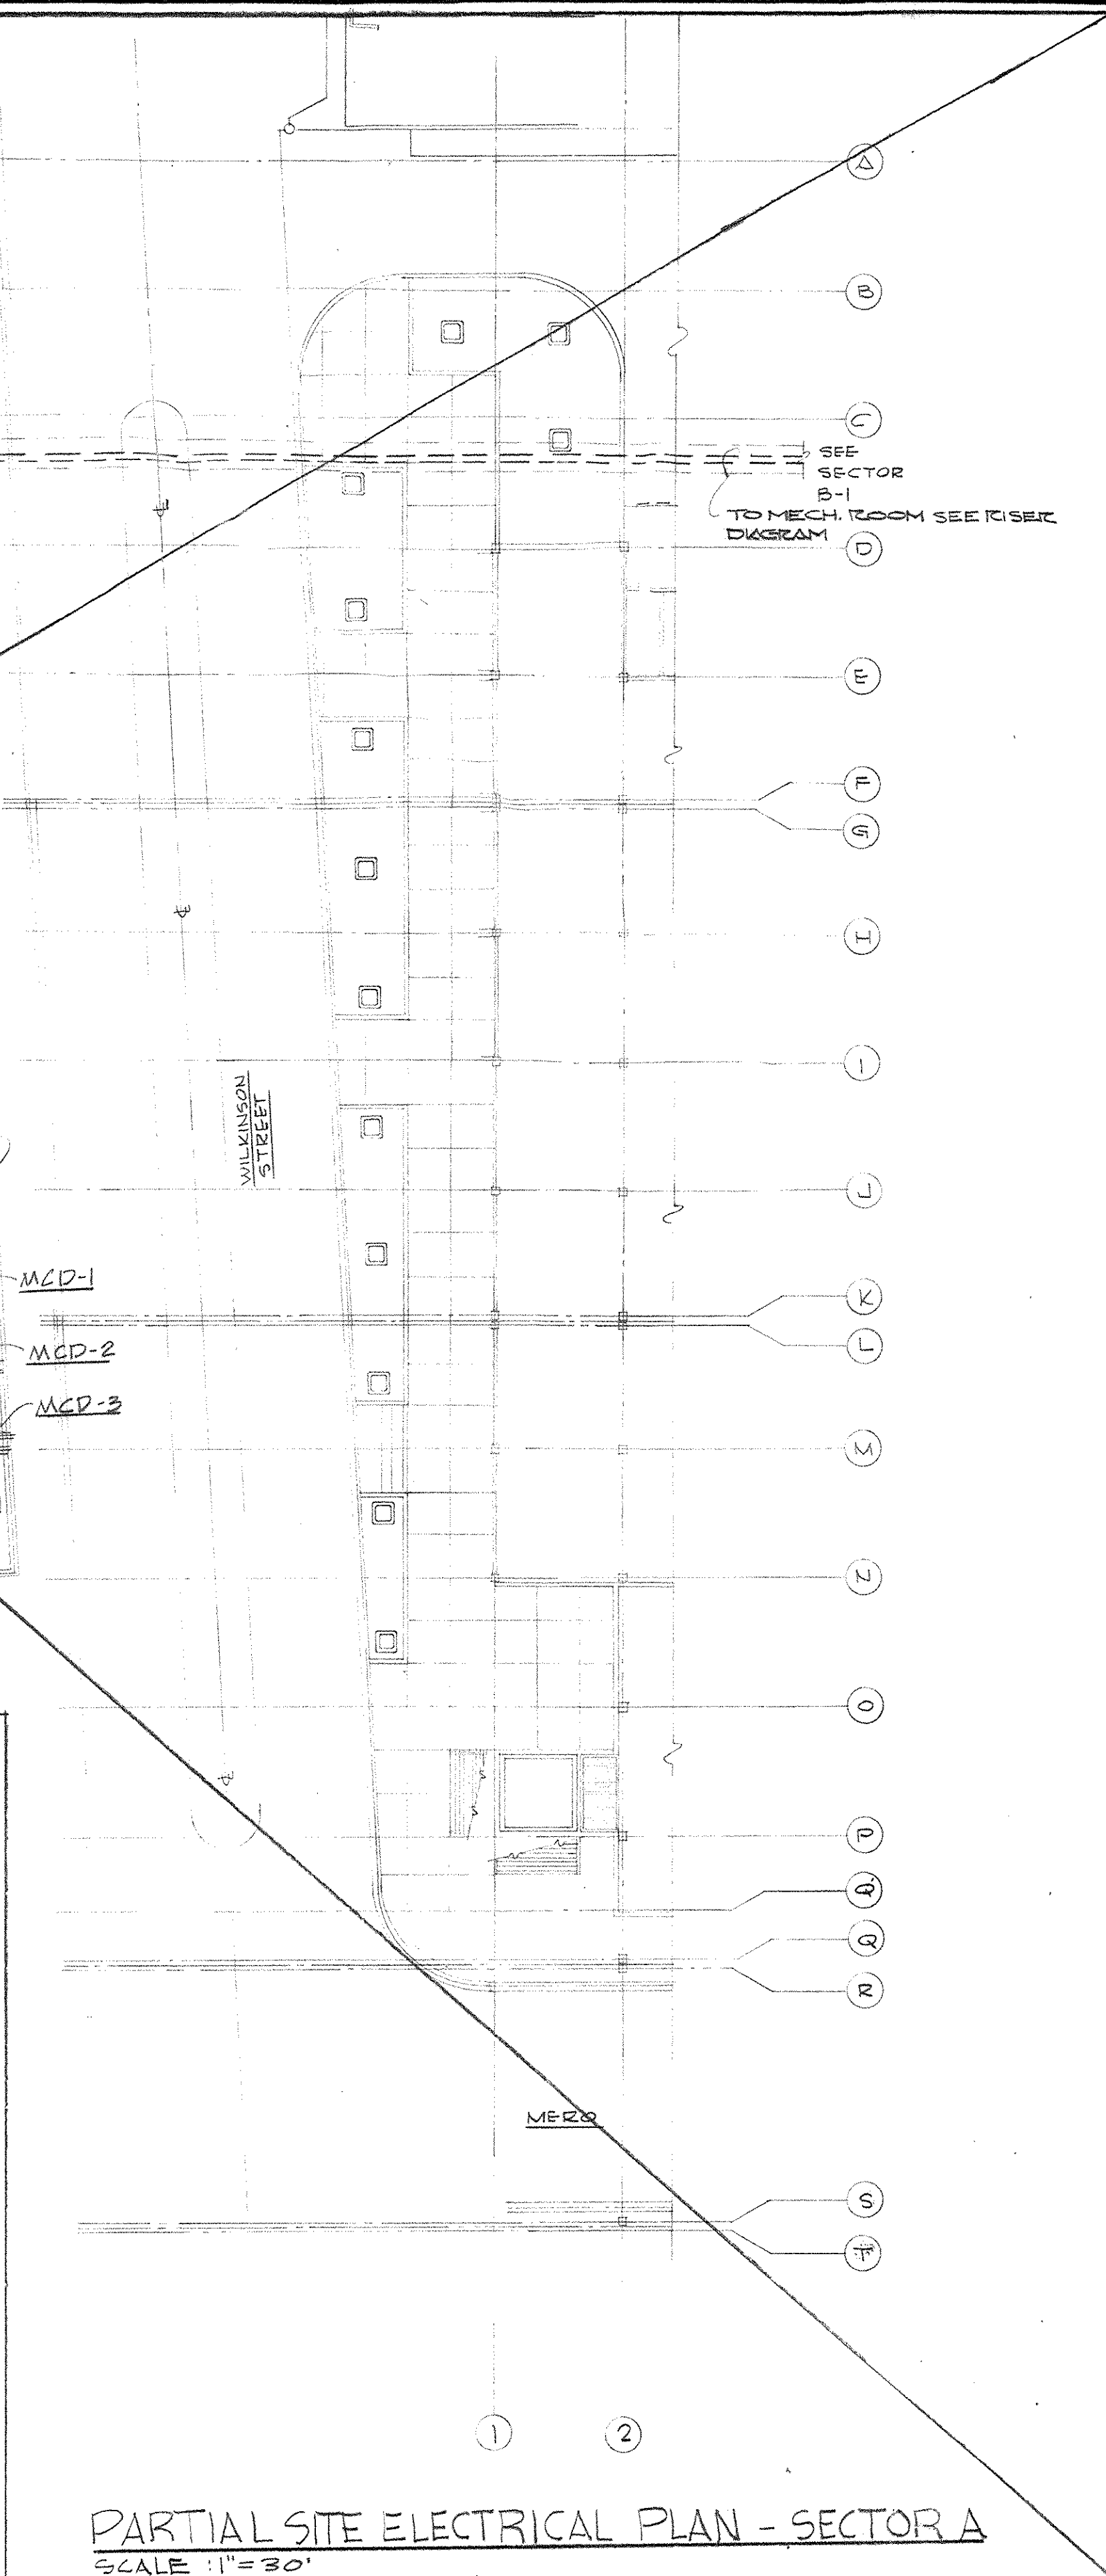 A
B
C
SEE
SECTOR
B-1
TO MECH. ROOM SEE RISER
DIAGRAM
D
E
F
G
H
I
WILKINSON
STREET
J
MCD-1
K
MCD-2
L
MCD-3
M
N
O
P
Q'
Q
R
MERO
S
T
1
2
PARTIAL SITE ELECTRICAL PLAN - SECTOR A
SCALE : 1" = 30'